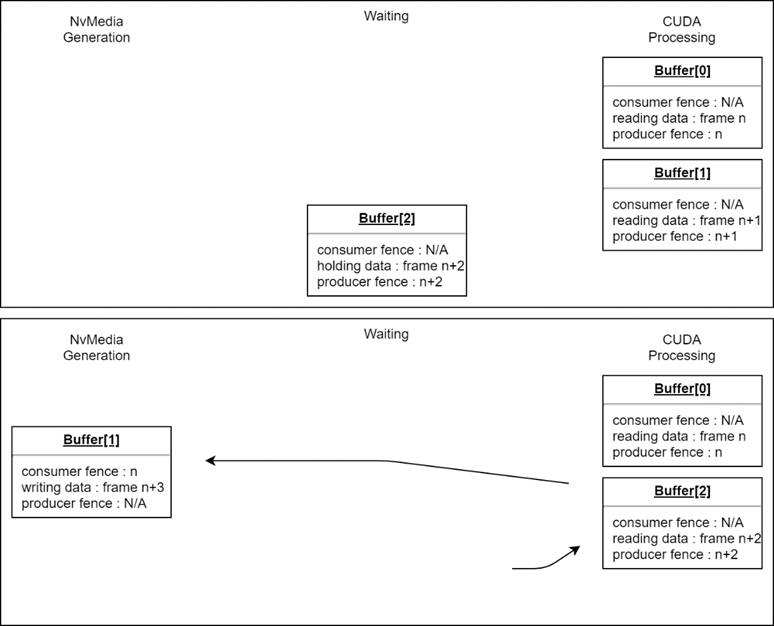 NvMedia
Generation
Waiting
CUDA
Processing
Buffer[0]
consumer fence : N/A
reading data : frame n
producer fence : n
Buffer[1]
consumer fence : N/A
reading data : frame n+1
producer fence : n+1
Buffer[2]
consumer fence : N/A
holding data : frame n+2
producer fence : n+2
NvMedia
Generation
Waiting
CUDA
Processing
Buffer[0]
consumer fence : N/A
reading data : frame n
producer fence : n
Buffer[1]
consumer fence : n
writing data : frame n+3
producer fence : N/A
Buffer[2]
consumer fence : N/A
reading data : frame n+2
producer fence : n+2